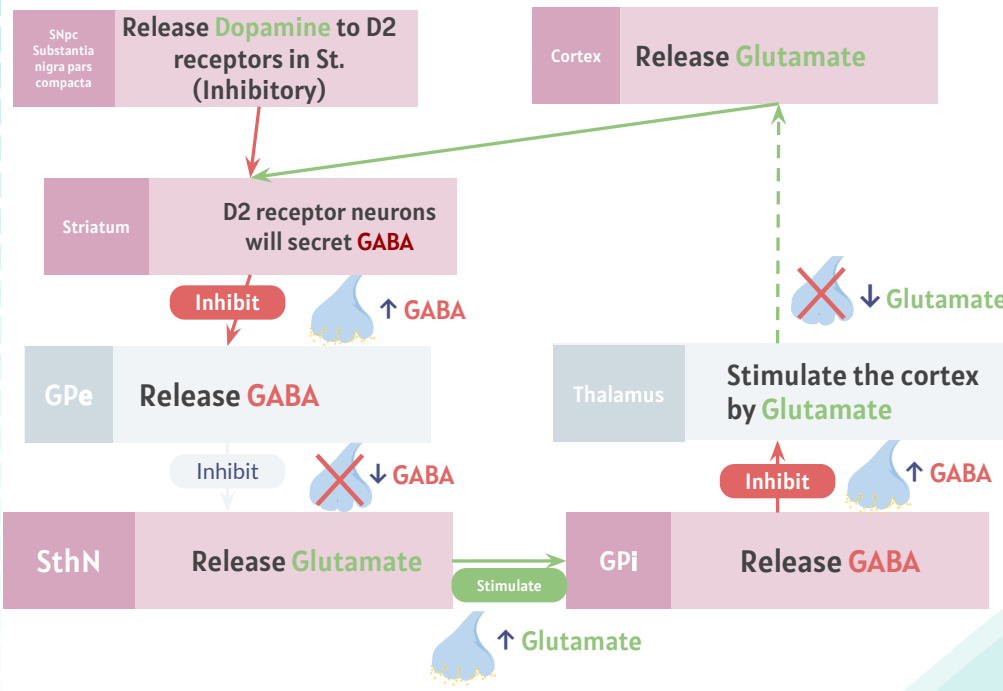 SNpc
Substantia
nigra pars
compacta
Release Dopamine to D2
receptors in St.
(Inhibitory)
Cortex
Release Glutamate
Striatum
D2 receptor neurons
will secret GABA
Inhibit
↑ GABA
↓ Glutamate
GPe
Release GABA
Thalamus
Stimulate the cortex
by Glutamate
Inhibit
↓ GABA
Inhibit
↑ GABA
SthN
Release Glutamate
Stimulate
GPi
Release GABA
↑ Glutamate